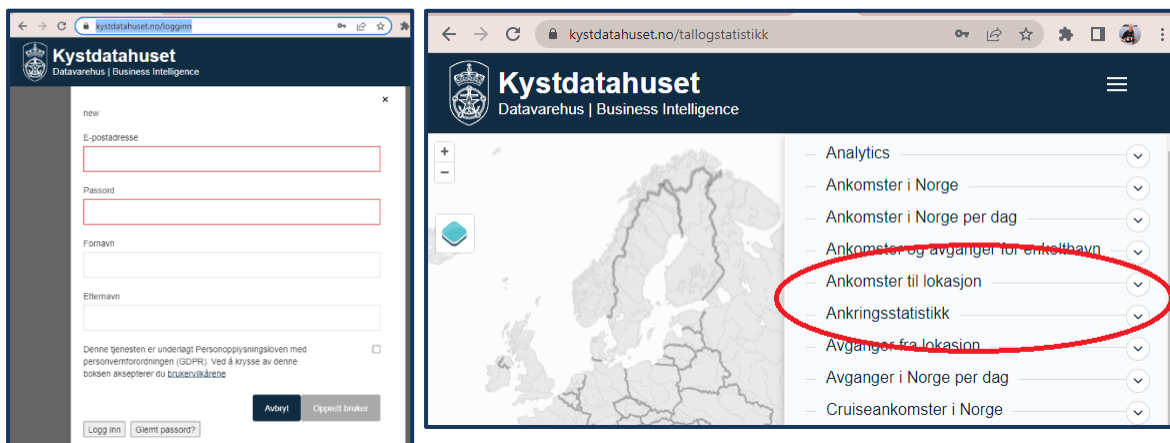 kystdatahuset.no/logginn
Kystdatahuset
Datavarehus | Business Intelligence
×
new
E-postadresse
Passord
Fornavn
Etternavn
Denne tjenesten er underlagt Personopplysningsloven med
personvernforordningen (GDPR). Ved å krysse av denne
boksen aksepterer du brukervilkårene
Avbryt
Opprett bruker
Logg inn
Glemt passord?
kystdatahuset.no/tallogstatistikk
Kystdatahuset
Datavarehus | Business Intelligence
+
−
Analytics
Ankomster i Norge
Ankomster i Norge per dag
Ankomster og avganger for enkelthavn
Ankomster til lokasjon
Ankringsstatistikk
Avganger fra lokasjon
Avganger i Norge per dag
Cruiseankomster i Norge